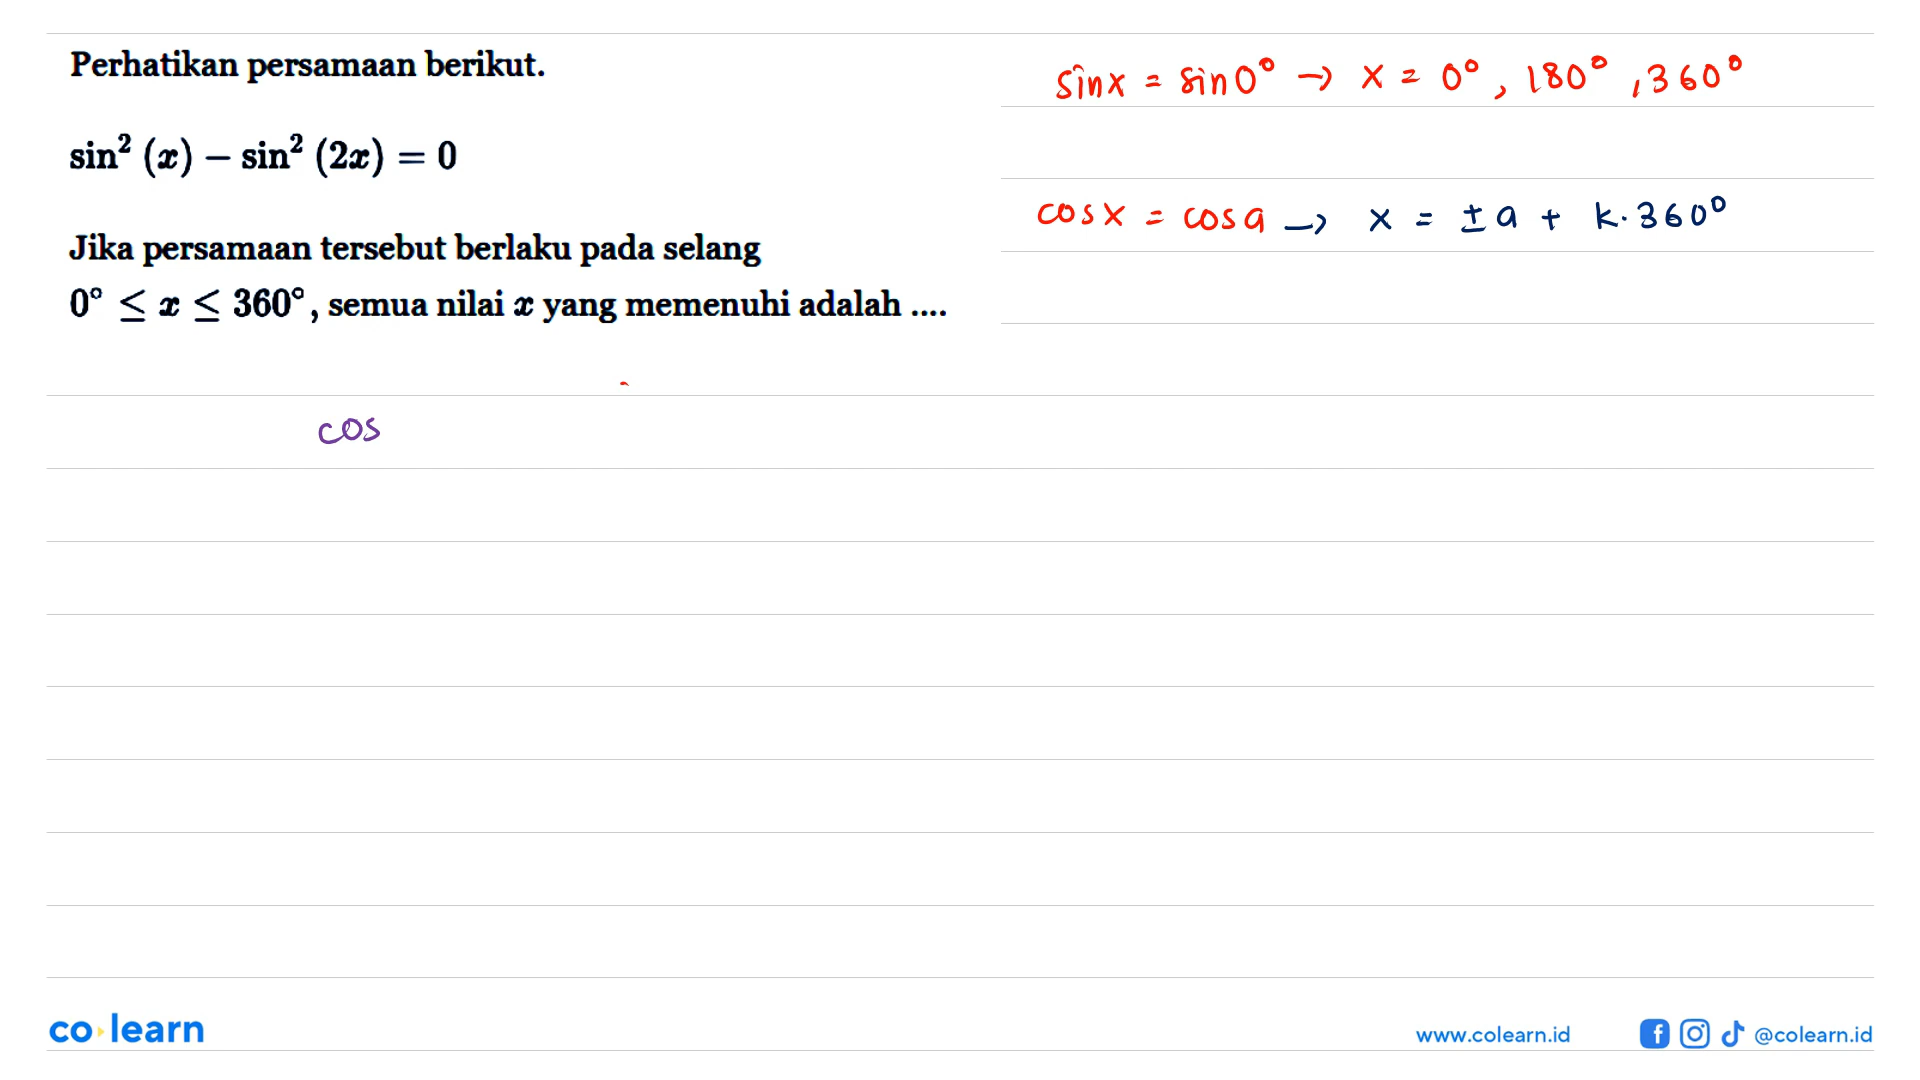 Perhatikan persamaan berikut.
sin² (x) − sin² (2x) = 0
Jika persamaan tersebut berlaku pada selang
0° ≤ x ≤ 360°, semua nilai x yang memenuhi adalah ....
sin x = sin 0° → x = 0°, 180°, 360°
cos x = cos a → x = ± a + k. 360°
cos
co learn
www.colearn.id
@colearn.id